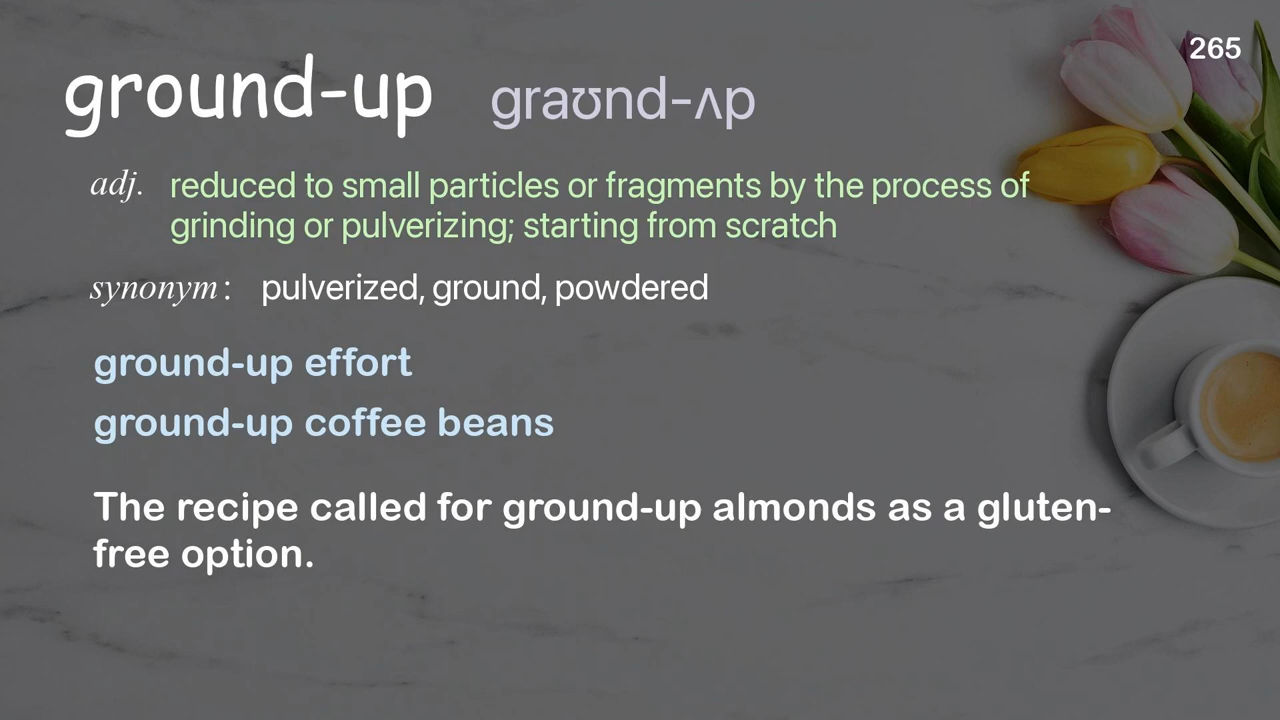 265
ground-up graʊnd-ʌp
adj. reduced to small particles or fragments by the process of
grinding or pulverizing; starting from scratch
synonym: pulverized, ground, powdered
ground-up effort
ground-up coffee beans
The recipe called for ground-up almonds as a gluten-
free option.